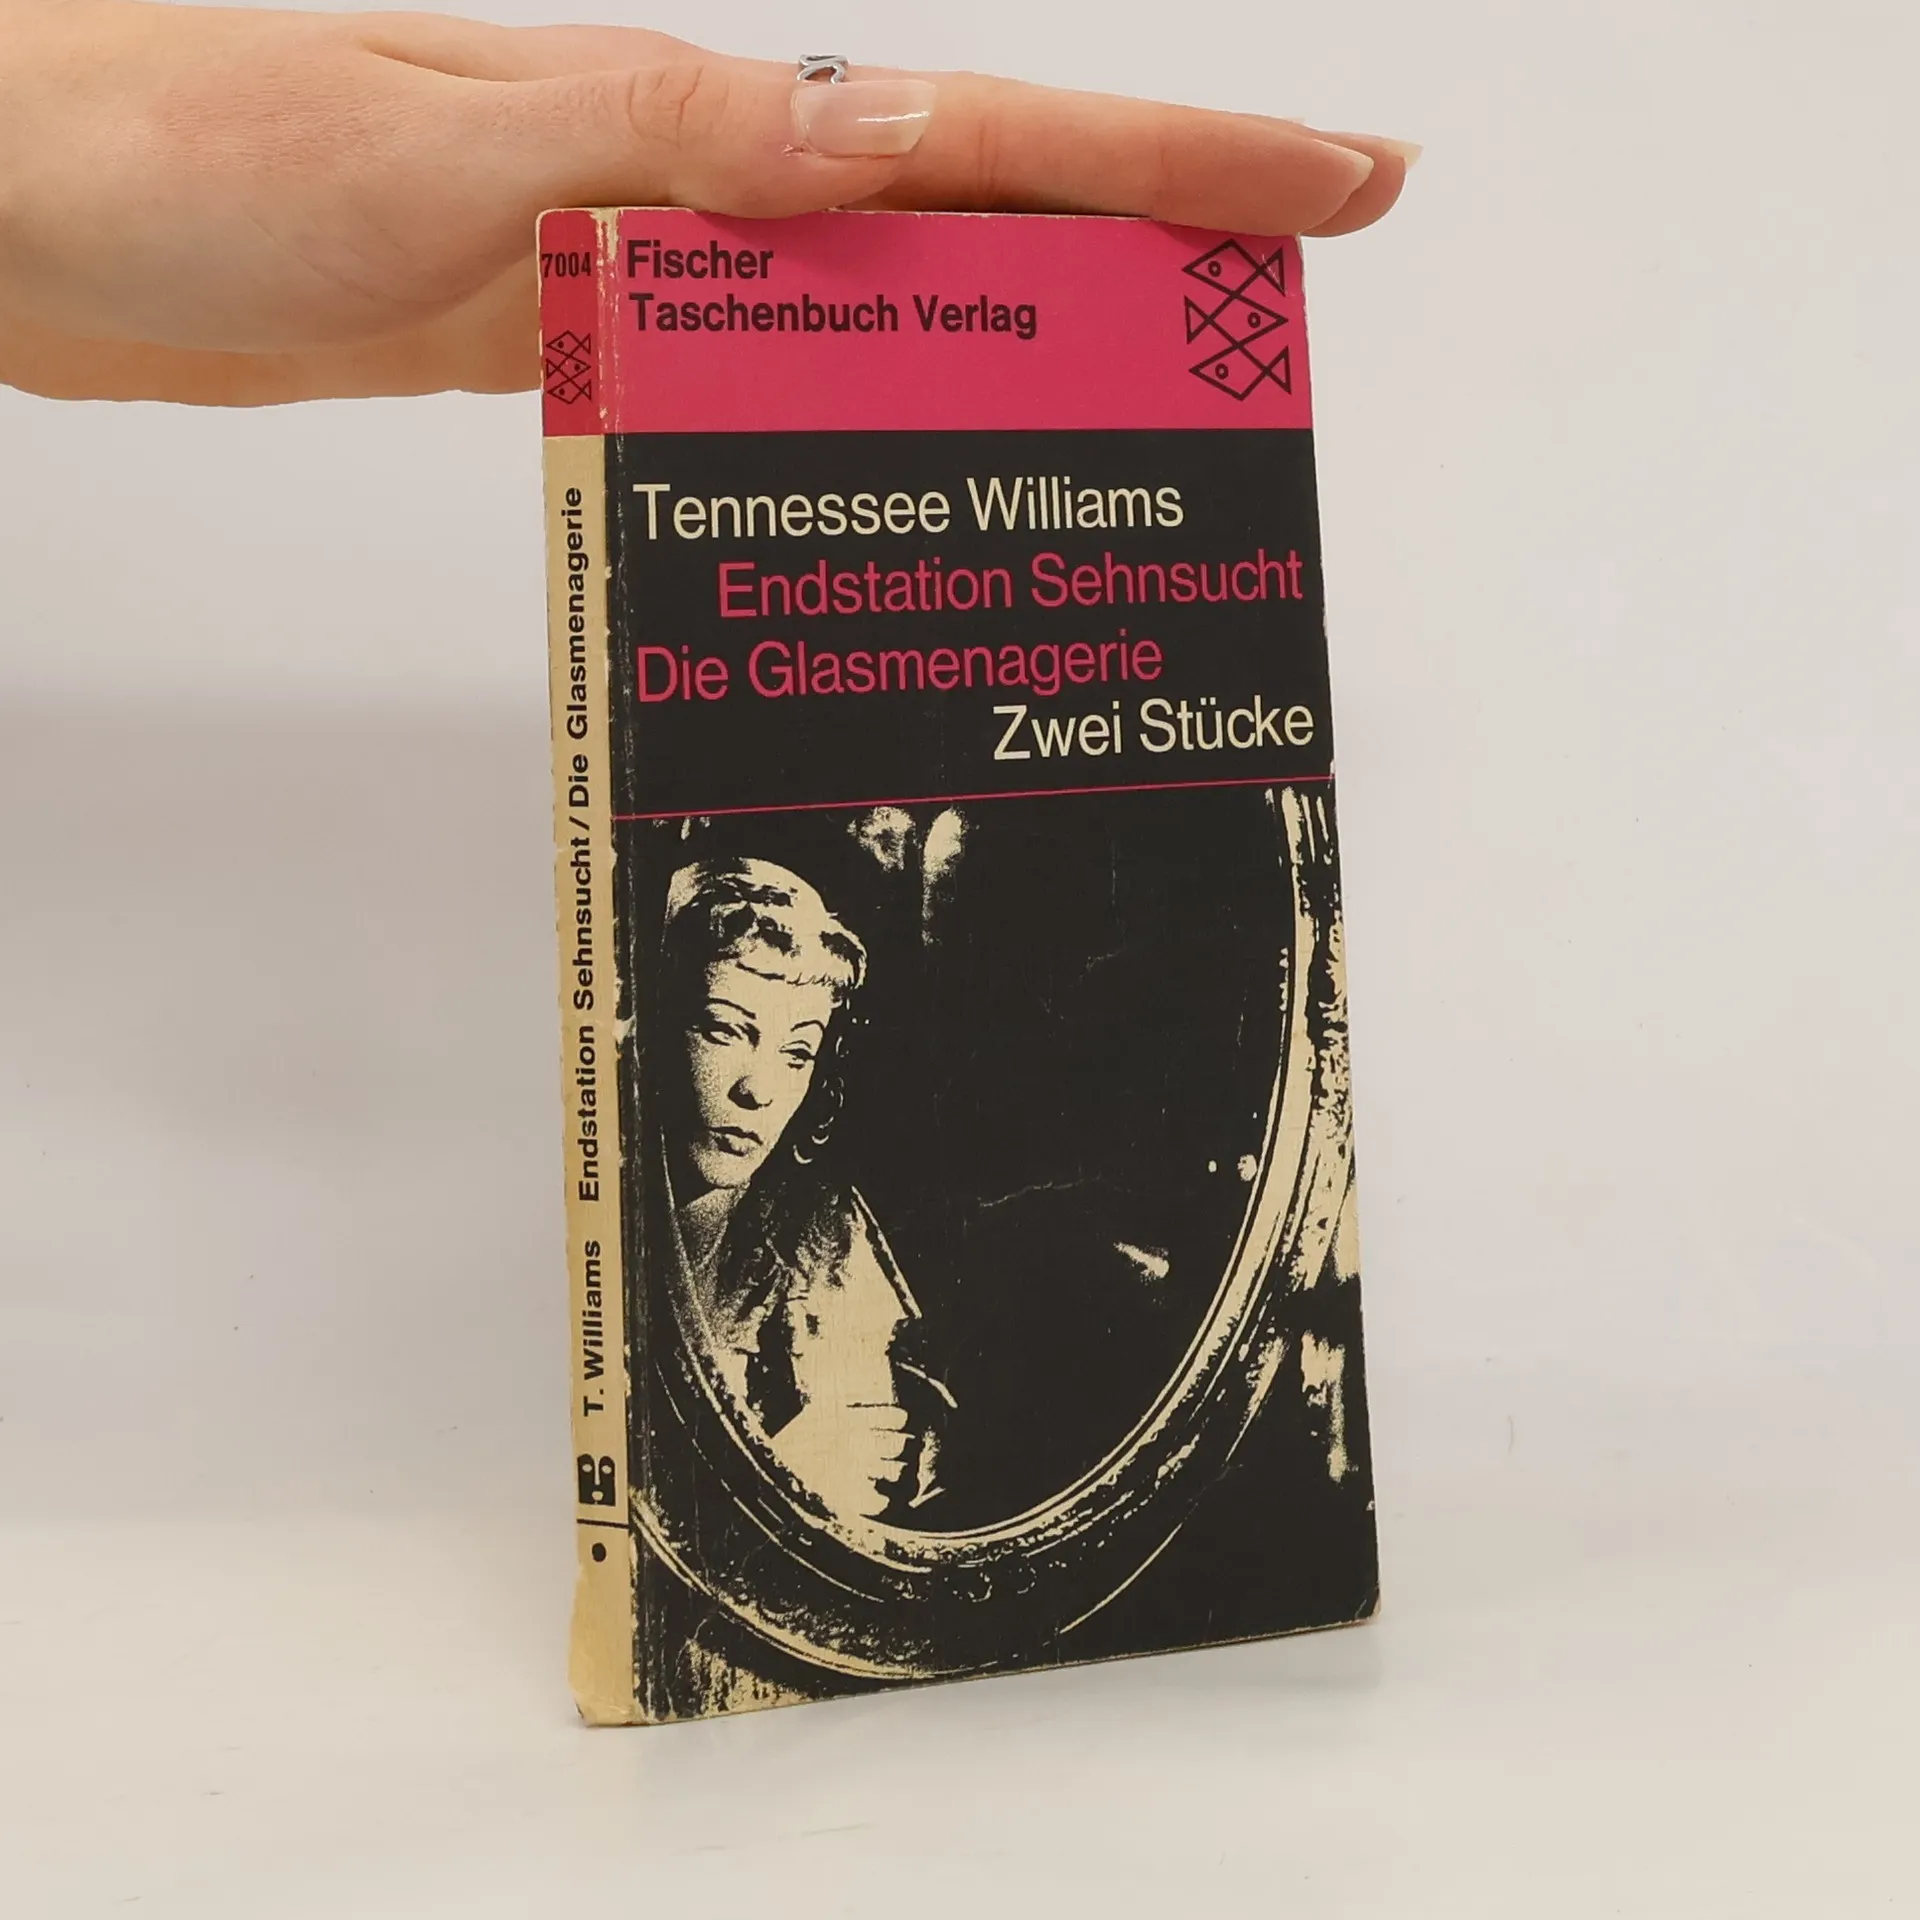 7004
Fischer
Taschenbuch Verlag
Tennessee Williams
Endstation Sehnsucht
Die Glasmenagerie
Zwei Stücke
T. Williams Endstation Sehnsucht / Die Glasmenagerie